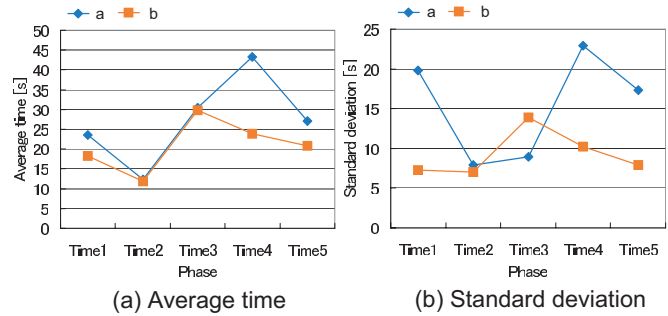 a b
50
45
40
35
30
25
20
15
10
5
0
Average time [s]
Time1 Time2 Time3 Time4 Time5
Phase
(a) Average time
a b
25
20
15
10
5
0
Standard deviation [s]
Time1 Time2 Time3 Time4 Time5
Phase
(b) Standard deviation